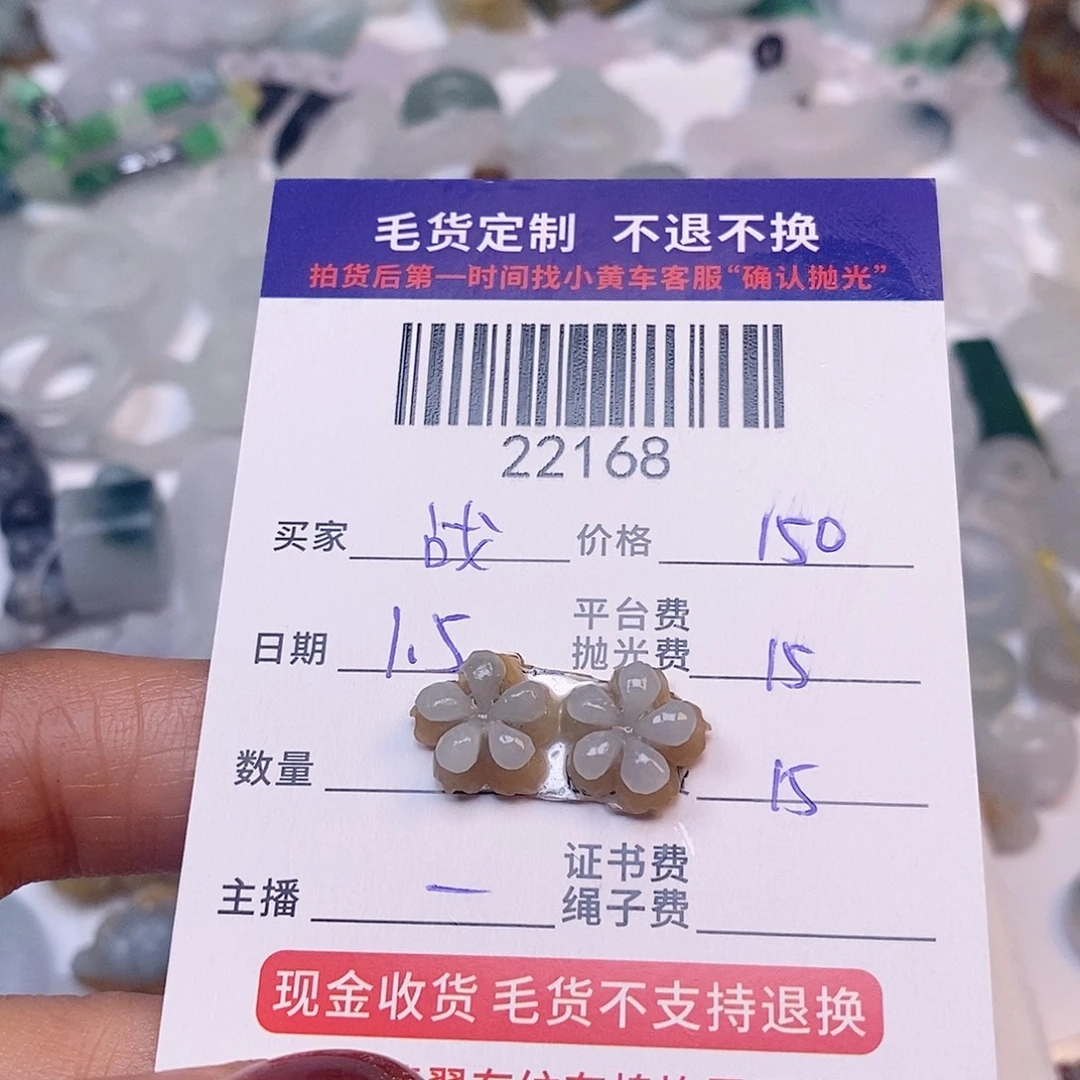 毛货定制 不退不换
拍货后第一时间找小黄车客服“确认抛光”
22168
买家 战 价格 150
平台费
日期 1.5 抛光费 15
数量 15
证书费
主播 一 绳子费
现金收货 毛货不支持退换